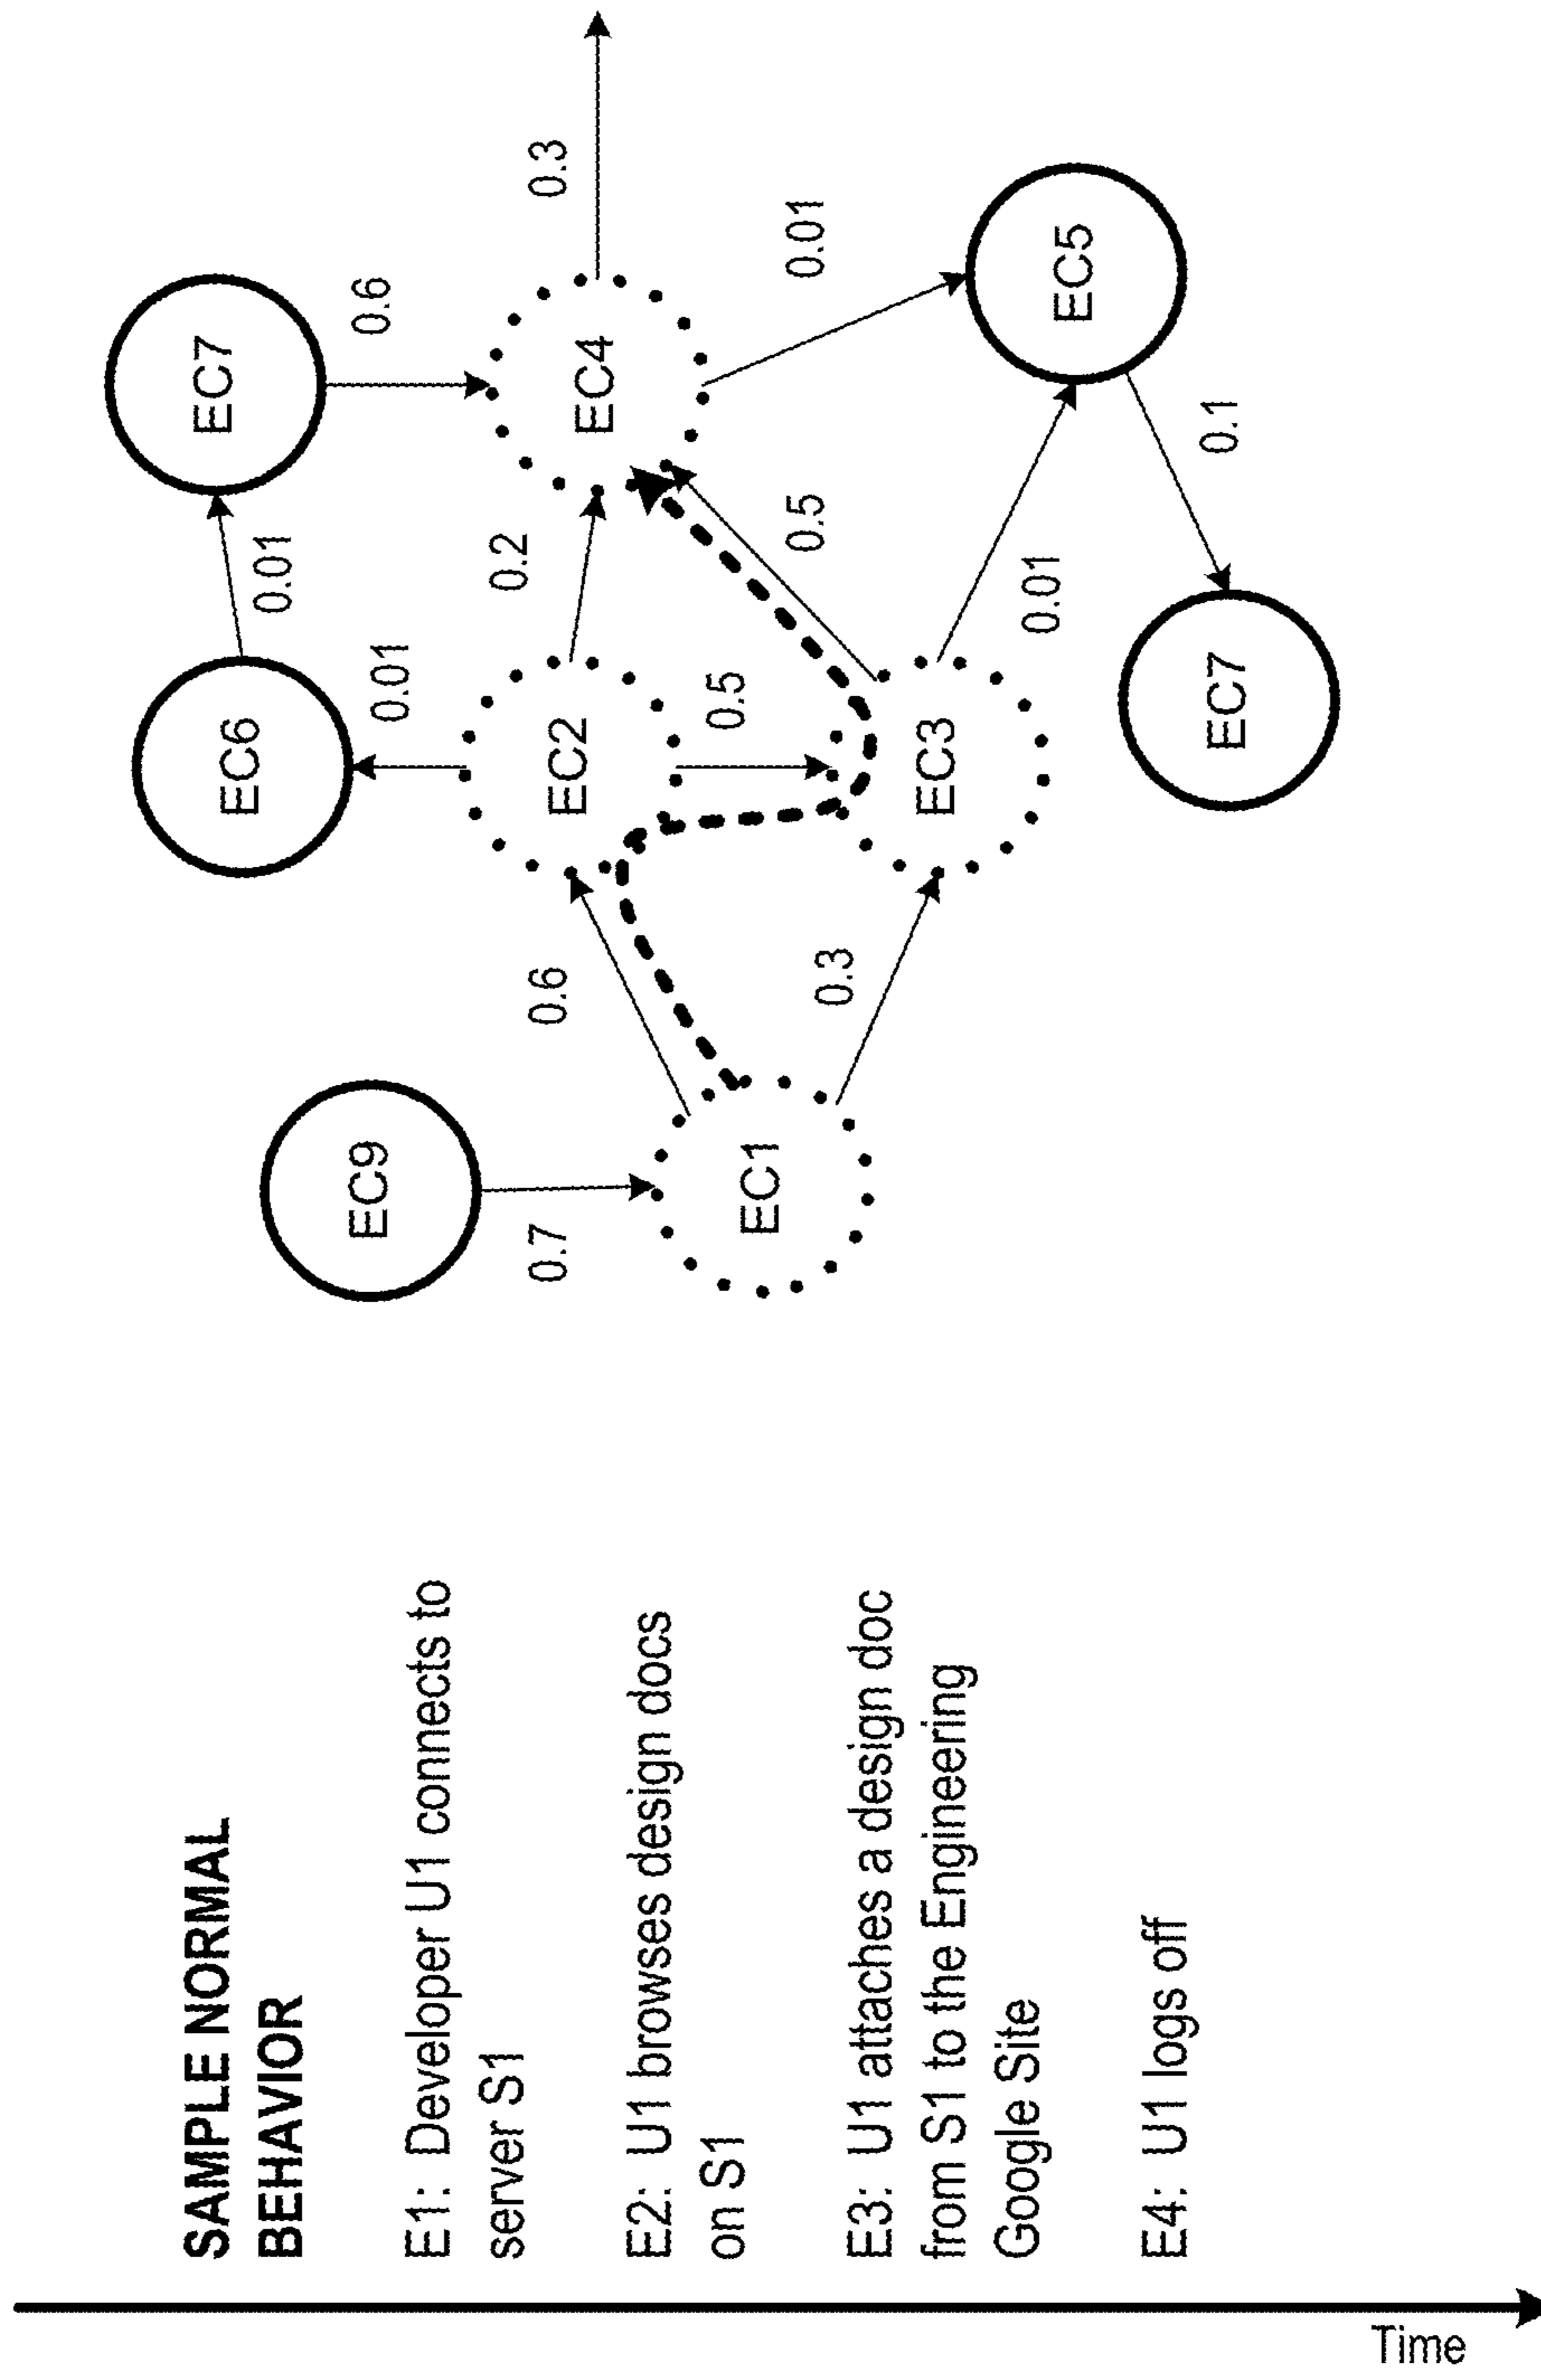 SAMPLE NORMAL
BEHAVIOR
E1: Developer U1 connects to
server S1
E2: U1 browses design docs
on S1
E3: U1 attaches a design doc
from S1 to the Engineering
Google Site
E4: U1 logs off
Time
EC9
0.7
EC1
0.6
0.3
EC6
0.01
0.01
EC2
0.2
0.5
EC3
0.5
0.01
EC7
0.6
EC4
0.3
0.01
EC5
0.1
EC7